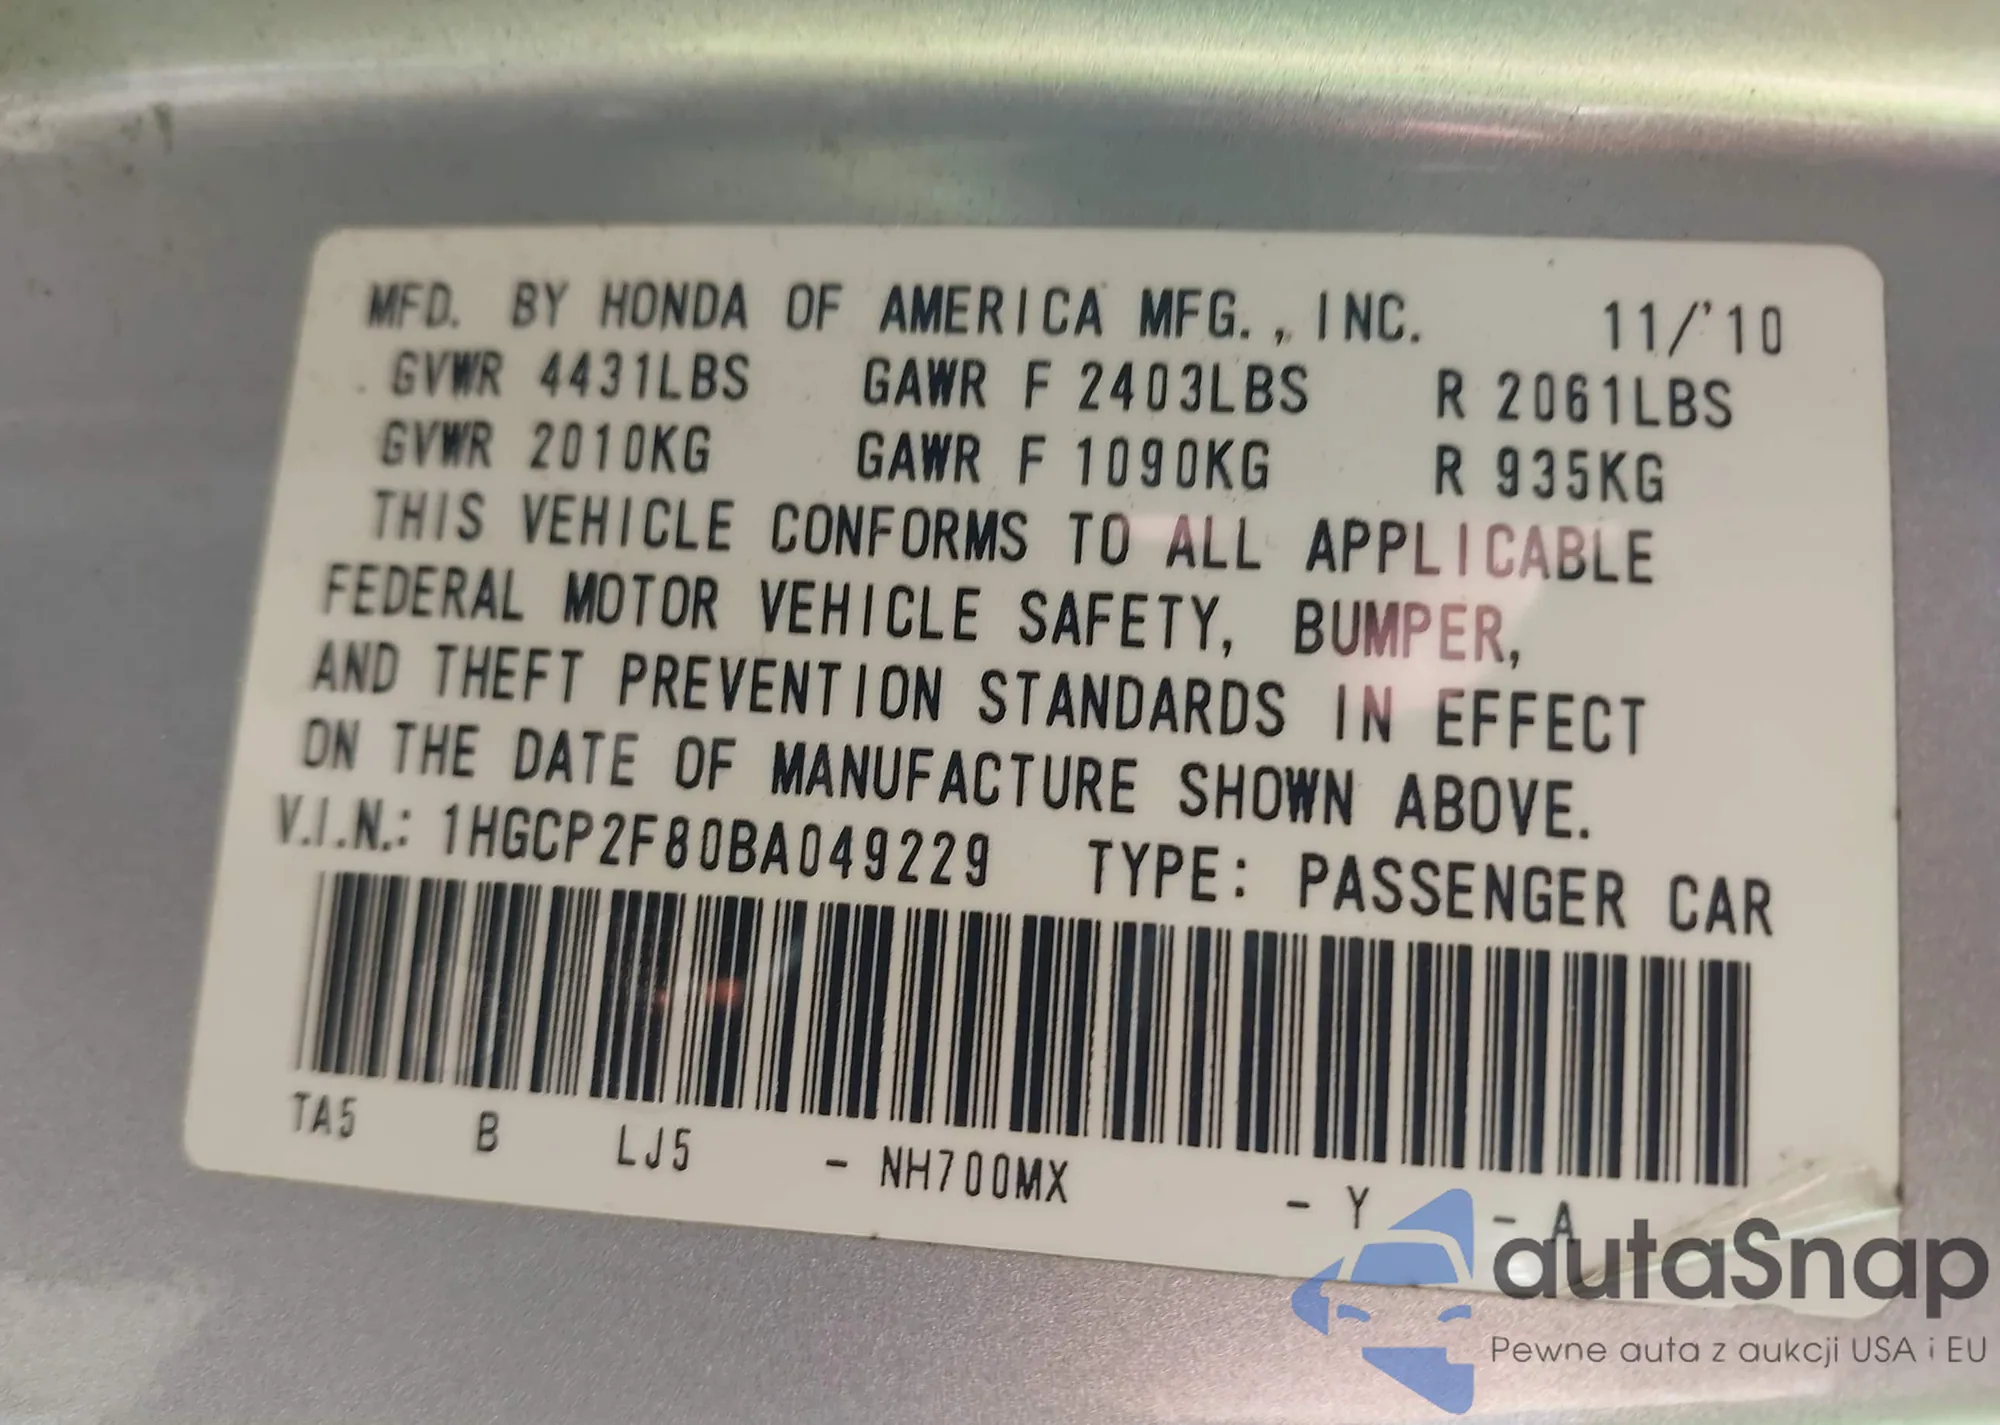 MFD. BY HONDA OF AMERICA MFG., INC. 11/'10
GVWR 4431LBS GAWR F 2403LBS R 2061LBS
GVWR 2010KG GAWR F 1090KG R 935KG
THIS VEHICLE CONFORMS TO ALL APPLICABLE
FEDERAL MOTOR VEHICLE SAFETY, BUMPER,
AND THEFT PREVENTION STANDARDS IN EFFECT
ON THE DATE OF MANUFACTURE SHOWN ABOVE.
V.I.N.: 1HGCP2F80BA049229 TYPE: PASSENGER CAR
TA5 B LJ5 - NH700MX - Y - A
autaSnap
Pewne auta z aukcji USA i EU